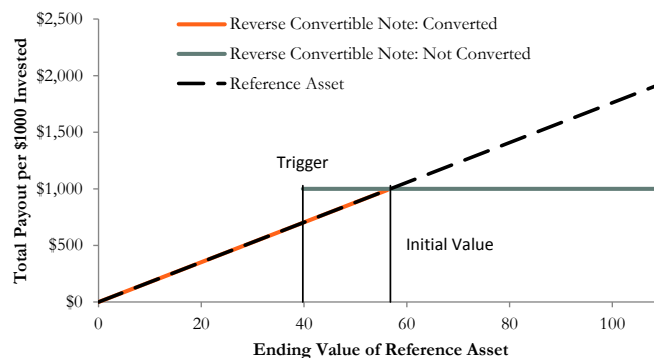 Reverse Convertible Note: Converted
Reverse Convertible Note: Not Converted
Reference Asset
Total Payout per $1000 Invested
$2,500
$2,000
$1,500
$1,000
$500
$0
Trigger
Initial Value
0 20 40 60 80 100
Ending Value of Reference Asset